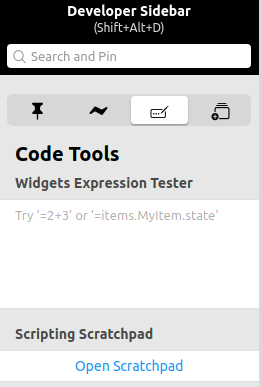 Developer Sidebar
(Shift+Alt+D)
Search and Pin
Code Tools
Widgets Expression Tester
Try '=2+3' or '=items.MyItem.state'
Scripting Scratchpad
Open Scratchpad